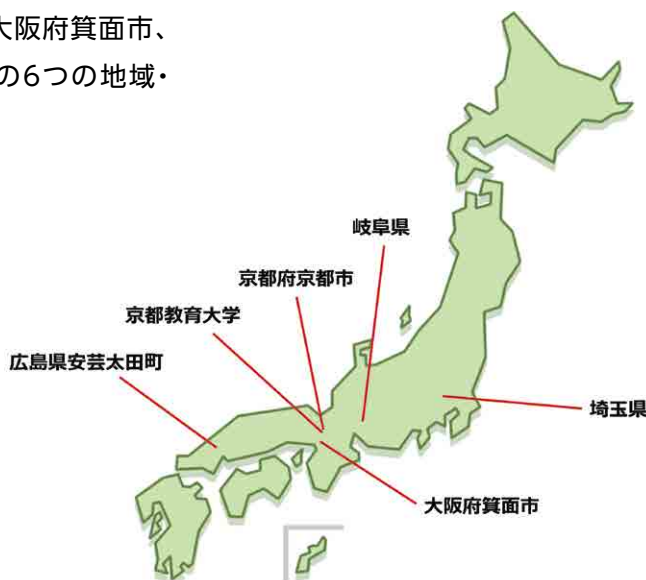 大阪府箕面市、
の6つの地域・
岐阜県
京都府京都市
京都教育大学
広島県安芸太田町
埼玉県
大阪府箕面市